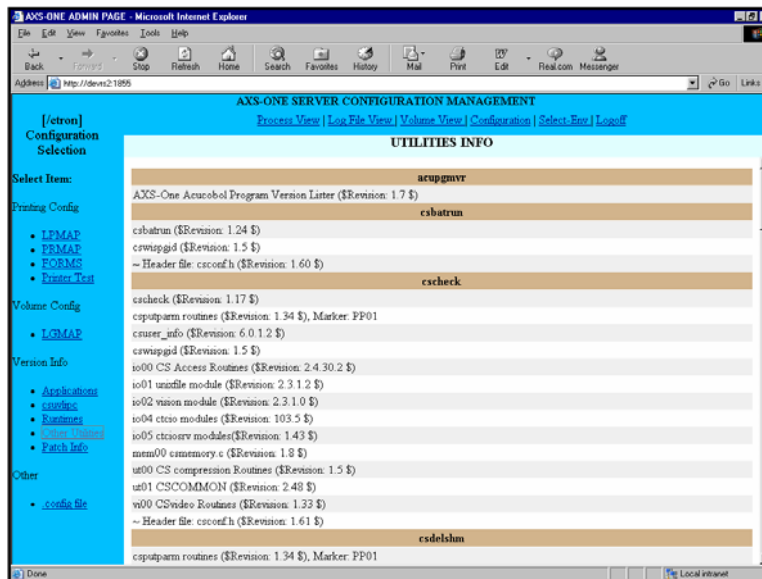 AXS-ONE ADMIN PAGE - Microsoft Internet Explorer
File Edit View Favorites Tools Help
Back Forward Stop Refresh Home Search Favorites History Mail Print Edit Real.com Messenger
Address http://devrs2:1855 Go Links
AXS-ONE SERVER CONFIGURATION MANAGEMENT
Process View | Log File View | Volume View | Configuration | Select-Env | Logoff
[/etron]
Configuration
Selection
Select Item:
Printing Config
LPMAP
PRMAP
FORMS
Printer Test
Volume Config
LGMAP
Version Info
Applications
csuvlipc
Runtimes
Other Utilities
Patch Info
Other
.config file
UTILITIES INFO
acupgmvr
AXS-One Acucobol Program Version Lister ($Revision: 1.7 $)
csbatrun
csbatrun ($Revision: 1.24 $)
cswispgid ($Revision: 1.5 $)
~ Header file: csconf.h ($Revision: 1.60 $)
cscheck
cscheck ($Revision: 1.17 $)
csputparm routines ($Revision: 1.34 $), Marker: PP01
csuser_info ($Revision: 6.0.1.2 $)
cswispgid ($Revision: 1.5 $)
io00 CS Access Routines ($Revision: 2.4.30.2 $)
io01 unixfile module ($Revision: 2.3.1.2 $)
io02 vision module ($Revision: 2.3.1.0 $)
io04 ctcio modules ($Revision: 103.5 $)
io05 ctciosrv modules($Revision: 1.43 $)
mem00 csmemory.c ($Revision: 1.8 $)
ut00 CS compression Routines ($Revision: 1.5 $)
ut01 CSCOMMON ($Revision: 2.48 $)
vi00 CSvideo Routines ($Revision: 1.33 $)
~ Header file: csconf.h ($Revision: 1.61 $)
csdelshm
csputparm routines ($Revision: 1.34 $), Marker: PP01
Done Local intranet